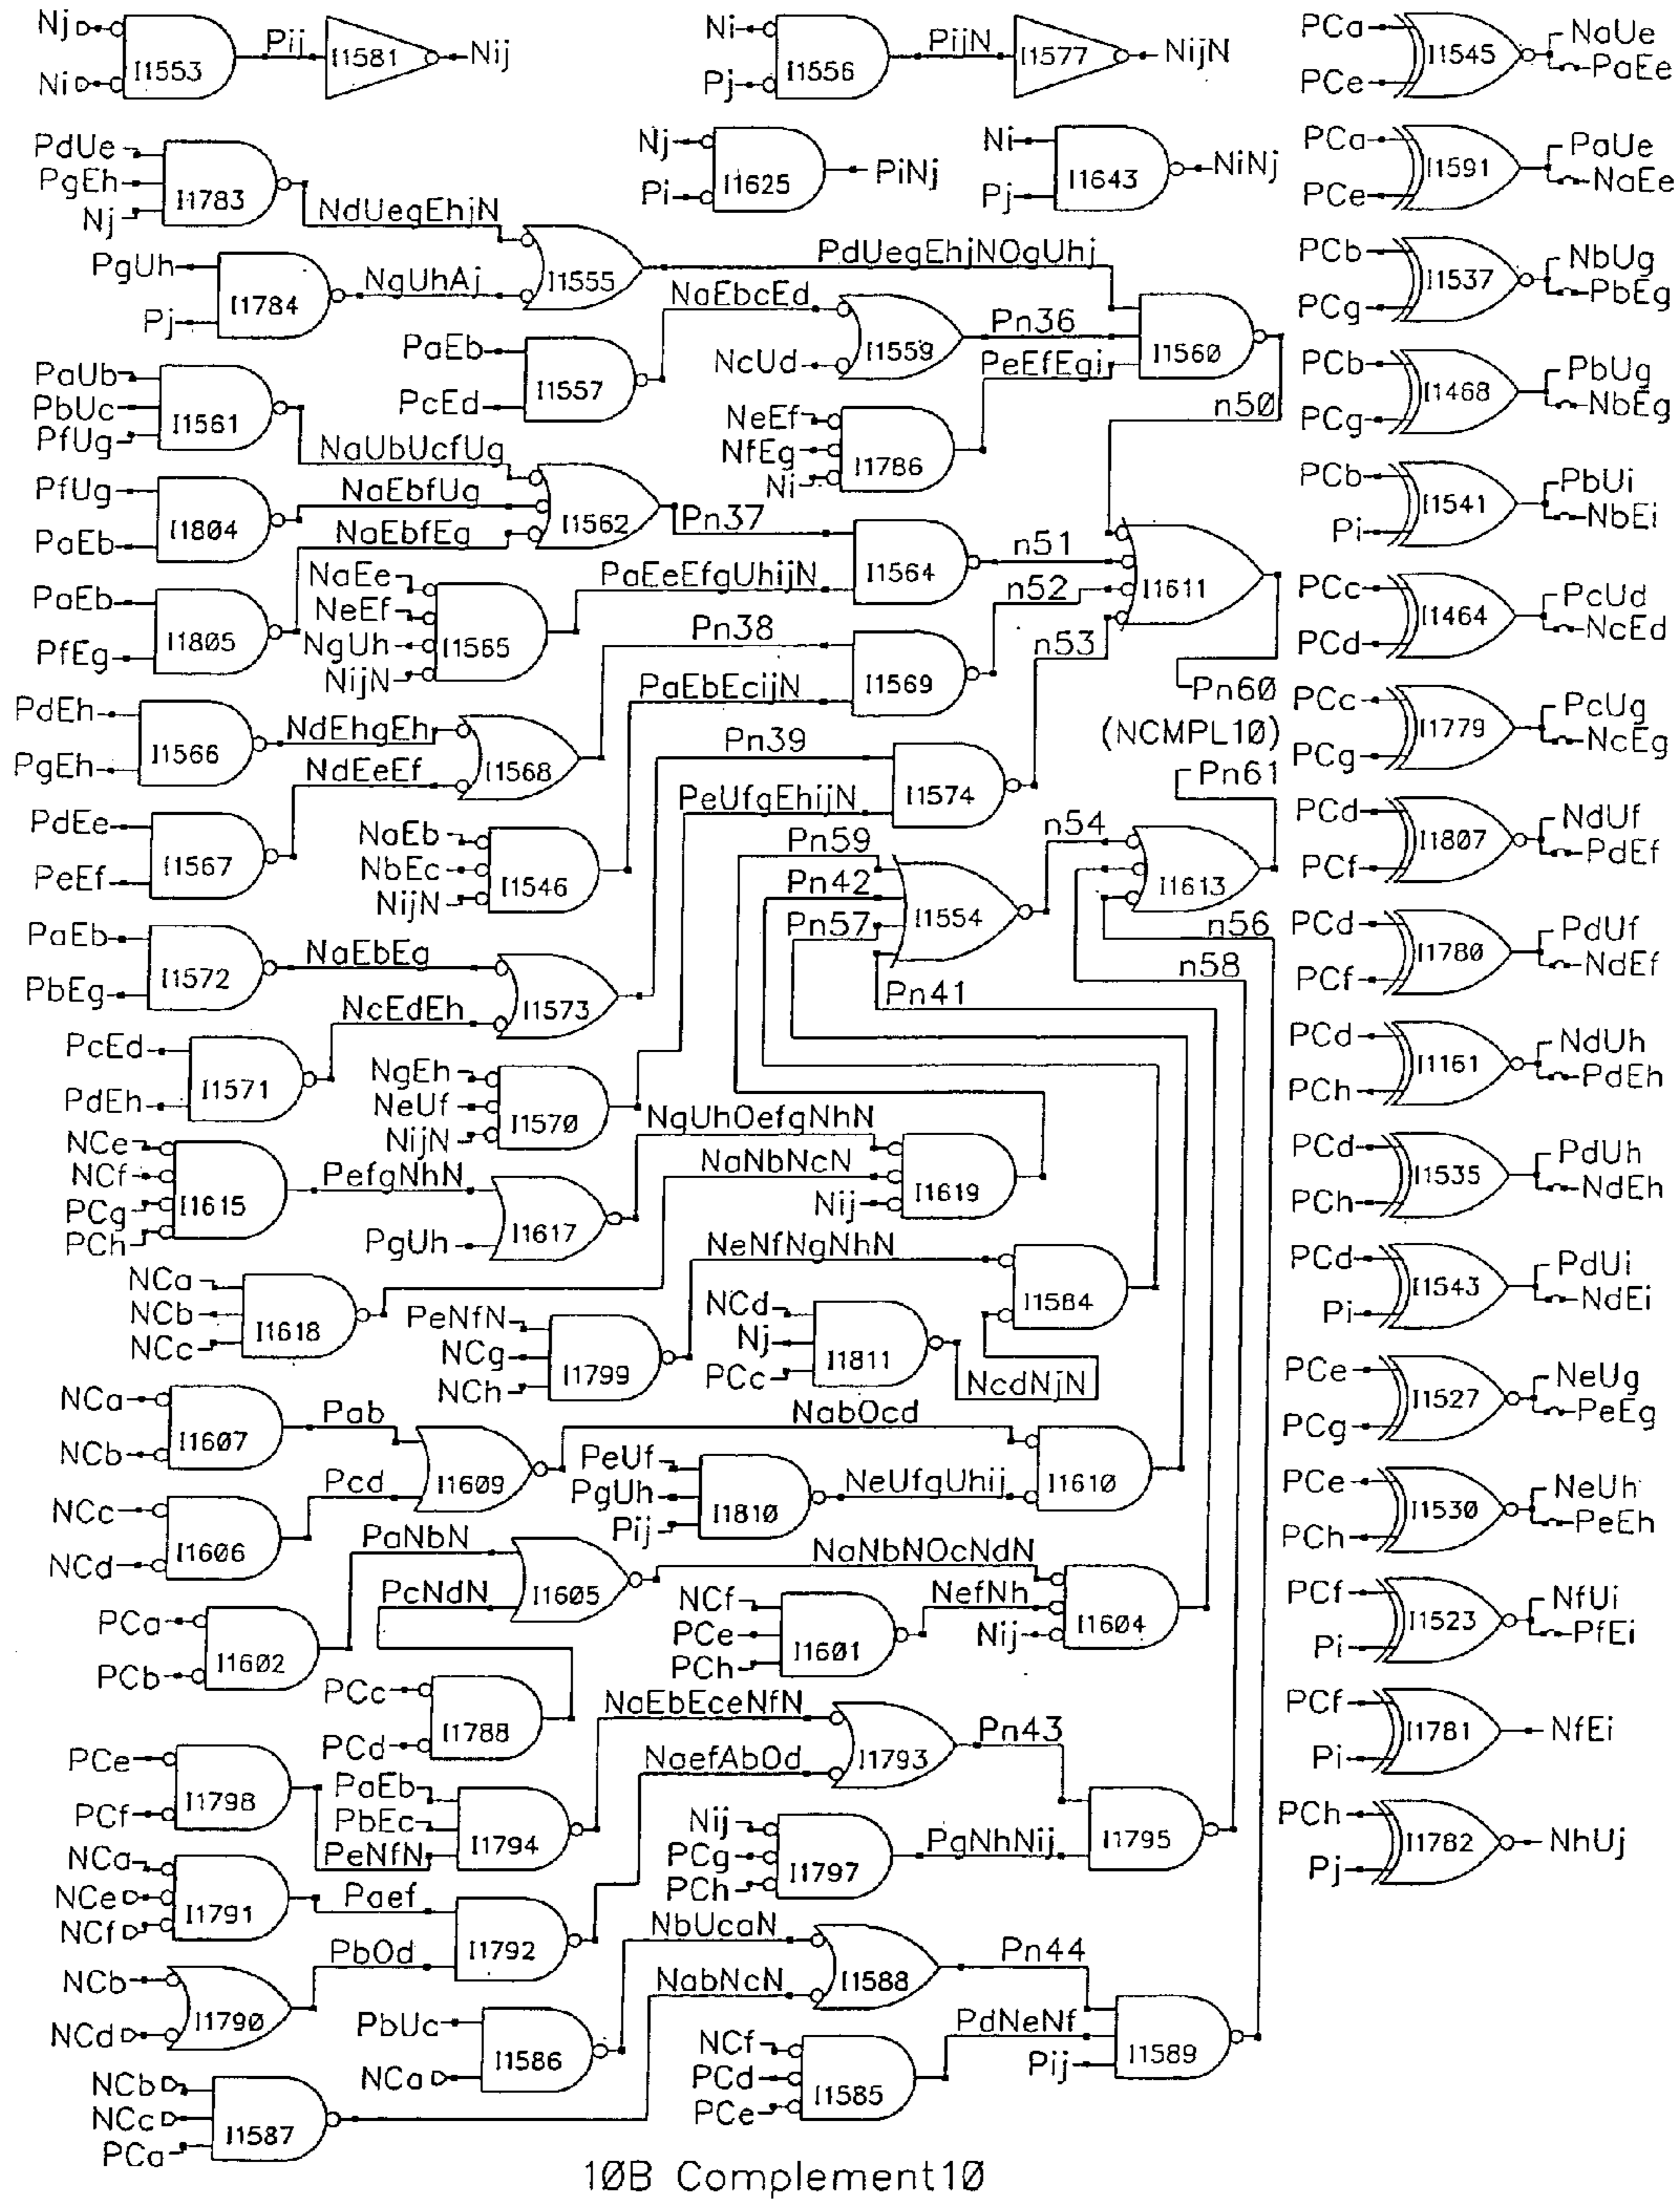 Nj
Ni
I1553
Pij
I1581
Nij
Ni
Pj
I1556
PijN
I1577
NijN
PCa
PCe
I1545
NaUe
PaEe
PdUe
PgEh
Nj
I1783
NdUegEhjN
Nj
Pi
I1625
PiNj
Ni
Pj
I1643
NiNj
PCa
PCe
I1591
PaUe
NaEe
PgUh
Pj
I1784
NgUhAj
I1555
PdUegEhjNOgUhj
PCb
PCg
I1537
NbUg
PbEg
PaEb
PcEd
I1557
NaEbcEd
NcUd
I1559
Pn36
PeEfEgi
I1560
n50
PaUb
PbUc
PfUg
I1561
NaUbUcfUg
NeEf
NfEg
Ni
I1786
PCb
PCg
I1468
PbUg
NbEg
PfUg
PaEb
I1804
NaEbfUg
NaEbfEg
I1562
Pn37
I1564
n51
I1611
PCb
Pi
I1541
PbUi
NbEi
PaEb
PfEg
I1805
NaEe
NeEf
NgUh
NijN
I1565
PaEeEfgUhijN
Pn38
n52
n53
PCc
PCd
I1464
PcUd
NcEd
PaEbEcijN
I1569
Pn60
(NCMPL10)
Pn61
PdEh
PgEh
I1566
NdEhgEh
NdEeEf
I1568
Pn39
I1574
PCc
PCg
I1779
PcUg
NcEg
PdEe
PeEf
I1567
NaEb
NbEc
NijN
I1546
PeUfgEhijN
Pn59
Pn42
Pn57
Pn41
I1554
n54
I1613
n56
n58
PCd
PCf
I1807
NdUf
PdEf
PaEb
PbEg
I1572
NaEbEg
NcEdEh
I1573
PCd
PCf
I1780
PdUf
NdEf
PcEd
PdEh
I1571
NgEh
NeUf
NijN
I1570
PCd
PCh
I1161
NdUh
PdEh
NCe
NCf
PCg
PCh
I1615
PefgNhN
PgUh
I1617
NgUhOefgNhN
NaNbNcN
Nij
I1619
PCd
PCh
I1535
PdUh
NdEh
NCa
NCb
NCc
I1618
NeNfNgNhN
PeNfN
NCg
NCh
I1799
NCd
Nj
PCc
I1811
NcdNjN
I1584
PCd
Pi
I1543
PdUi
NdEi
NCa
NCb
I1607
Pab
Pcd
NCc
NCd
I1606
I1609
NabOcd
PeUf
PgUh
Pij
I1810
NeUfgUhij
I1610
PCe
PCg
I1527
NeUg
PeEg
PCe
PCh
I1530
NeUh
PeEh
PCa
PCb
I1602
PaNbN
PcNdN
I1605
NaNbNOcNdN
PCc
PCd
I1788
NCf
PCe
PCh
I1601
NefNh
Nij
I1604
PCf
Pi
I1523
NfUi
PfEi
PCe
PCf
I1798
PeNfN
PaEb
PbEc
I1794
NaEbEceNfN
NaefAbOd
I1793
Pn43
I1795
PCf
Pi
I1781
NfEi
NCa
NCe
NCf
I1791
Paef
PbOd
I1792
Nij
PCg
PCh
I1797
PgNhNij
PCh
Pj
I1782
NhUj
NCb
NCd
I1790
PbUc
NCa
I1586
NbUcaN
NabNcN
I1588
Pn44
NCb
NCc
PCa
I1587
NCf
PCd
PCe
I1585
PdNeNf
Pij
I1589
10B Complement10